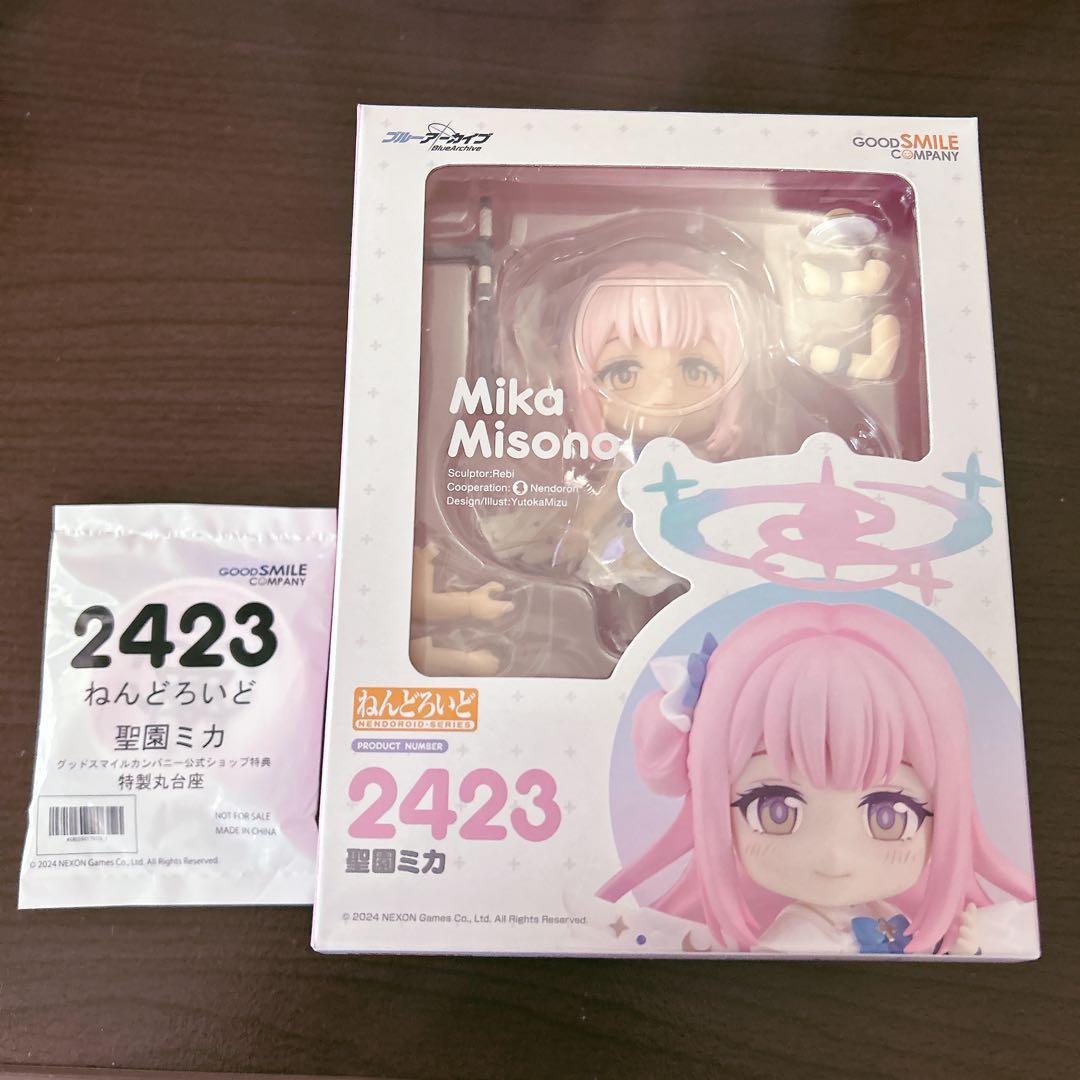 GOOD SMILE
COMPANY
2423
ねんどろいど
聖園ミカ
グッドスマイルカンパニー公式ショップ特典
特製丸台座
NOT FOR SALE
MADE IN CHINA
© 2024 NEXON Games Co., Ltd. All Rights Reserved.
ブルーアーカイブ
BlueArchive
GOOD SMILE
COMPANY
Mika
Misono
Sculptor:Rebi
Cooperation: Nendoron
Design/Illust:YutokaMizu
ねんどろいど
NENDOROID-SERIES
PRODUCT NUMBER
2423
聖園ミカ
© 2024 NEXON Games Co., Ltd. All Rights Reserved.